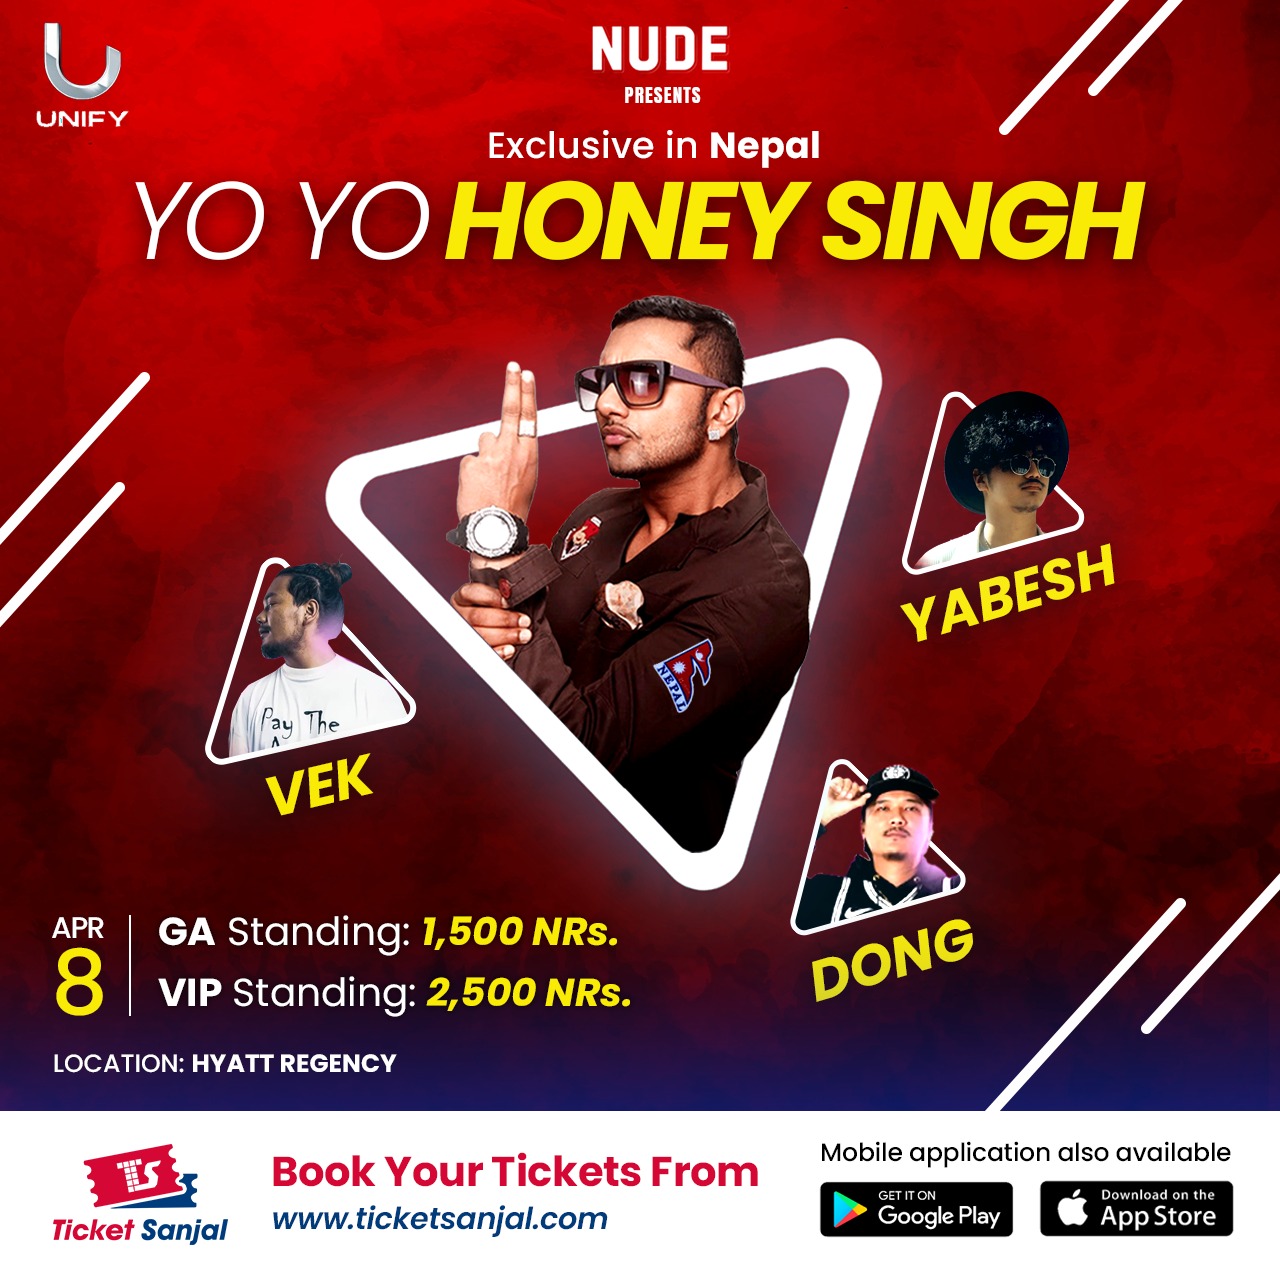 UNIFY
NUDE
PRESENTS
Exclusive in Nepal
YO YO HONEY SINGH
YABESH
NEPAL
Pay The
VEK
DONG
APR
8
GA Standing: 1,500 NRs.
VIP Standing: 2,500 NRs.
LOCATION: HYATT REGENCY
TS
Ticket Sanjal
Book Your Tickets From
www.ticketsanjal.com
Mobile application also available
GET IT ON
Google Play
Download on the
App Store